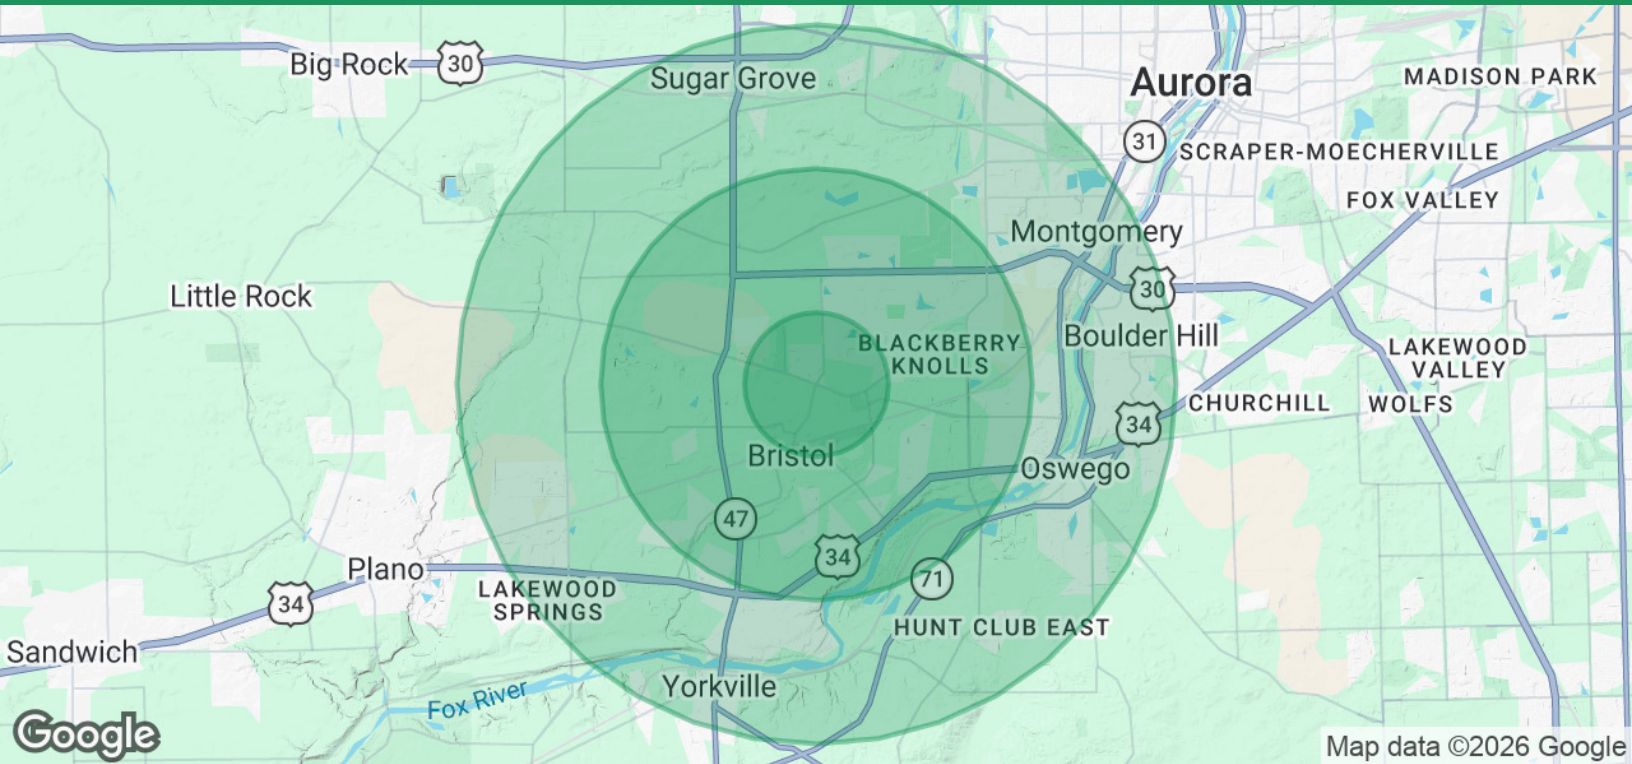 Big Rock
30
Sugar Grove
Aurora
MADISON PARK
31
SCRAPER-MOECHERVILLE
FOX VALLEY
Montgomery
Little Rock
30
BLACKBERRY
KNOLLS
Boulder Hill
LAKEWOOD
VALLEY
CHURCHILL
WOLFS
34
Bristol
Oswego
47
34
Plano
71
LAKEWOOD
SPRINGS
34
HUNT CLUB EAST
Sandwich
Yorkville
Fox River
Google
Map data ©2026 Google